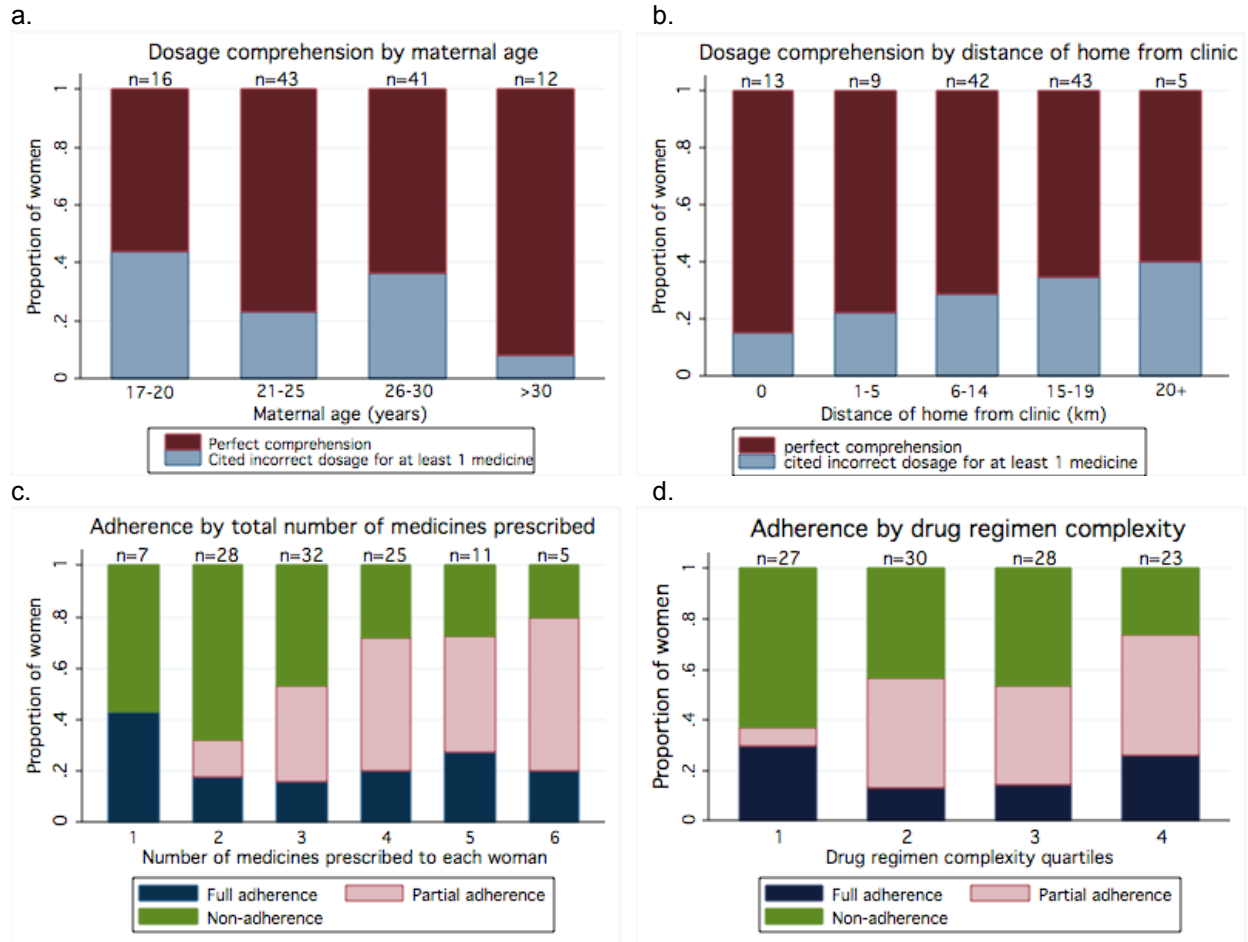 a.
Dosage comprehension by maternal age
n=16 n=43 n=41 n=12
1
.8
.6
.4
.2
0
Proportion of women
17-20 21-25 26-30 >30
Maternal age (years)
Perfect comprehension
Cited incorrect dosage for at least 1 medicine
b.
Dosage comprehension by distance of home from clinic
n=13 n=9 n=42 n=43 n=5
1
.8
.6
.4
.2
0
Proportion of women
0 1-5 6-14 15-19 20+
Distance of home from clinic (km)
perfect comprehension
cited incorrect dosage for at least 1 medicine
c.
Adherence by total number of medicines prescribed
n=7 n=28 n=32 n=25 n=11 n=5
1
.8
.6
.4
.2
0
Proportion of women
1 2 3 4 5 6
Number of medicines prescribed to each woman
Full adherence Partial adherence
Non-adherence
d.
Adherence by drug regimen complexity
n=27 n=30 n=28 n=23
1
.8
.6
.4
.2
0
Proportion of women
1 2 3 4
Drug regimen complexity quartiles
Full adherence Partial adherence
Non-adherence